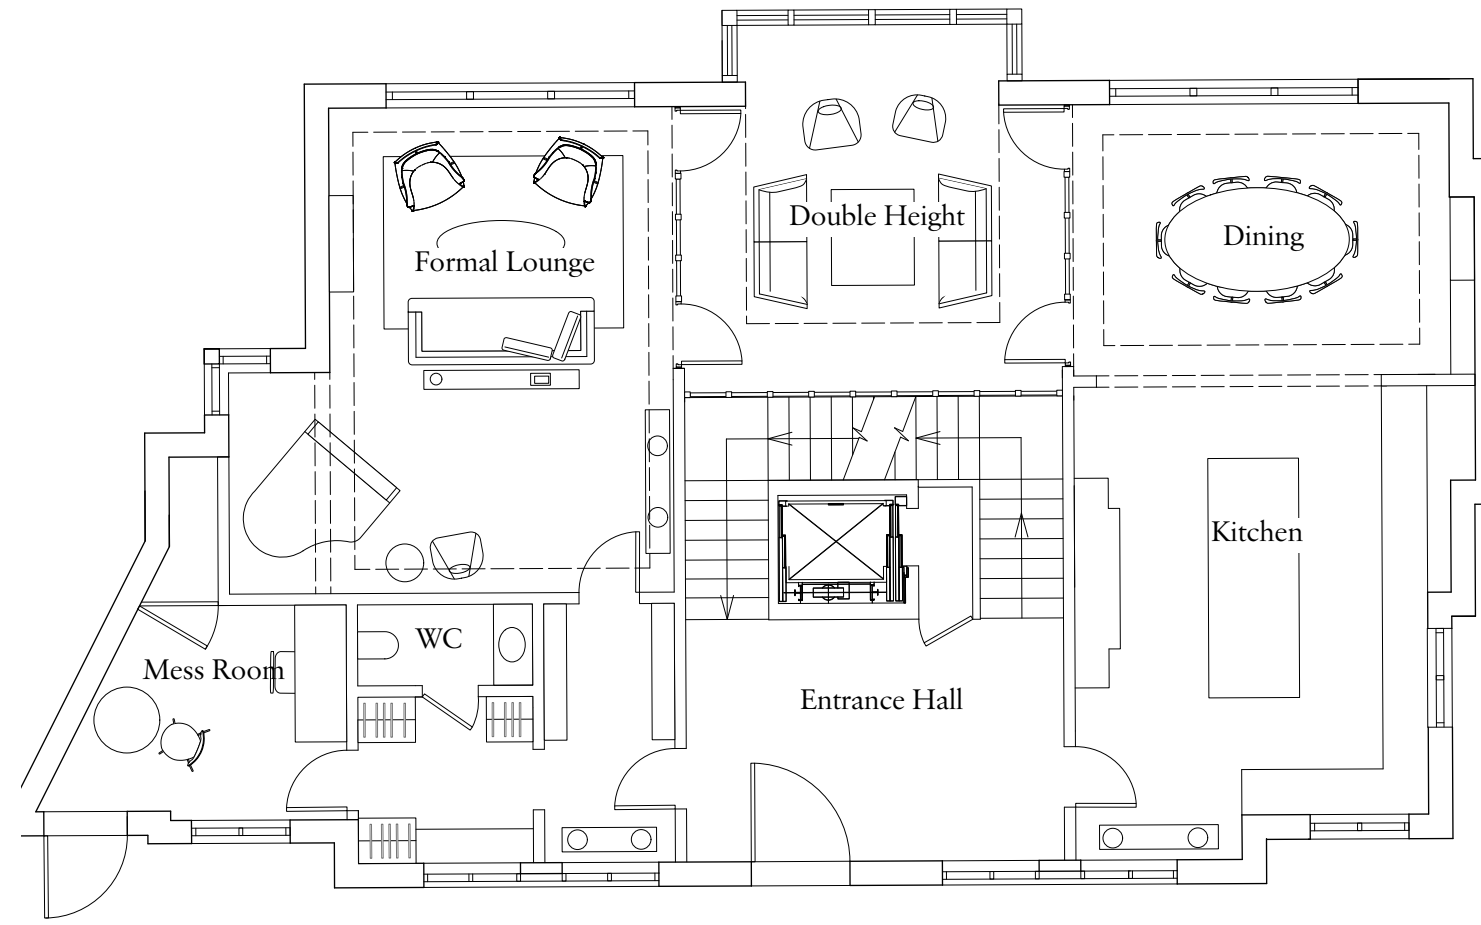 Double Height
Dining
Formal Lounge
Kitchen
WC
Mess Room
Entrance Hall